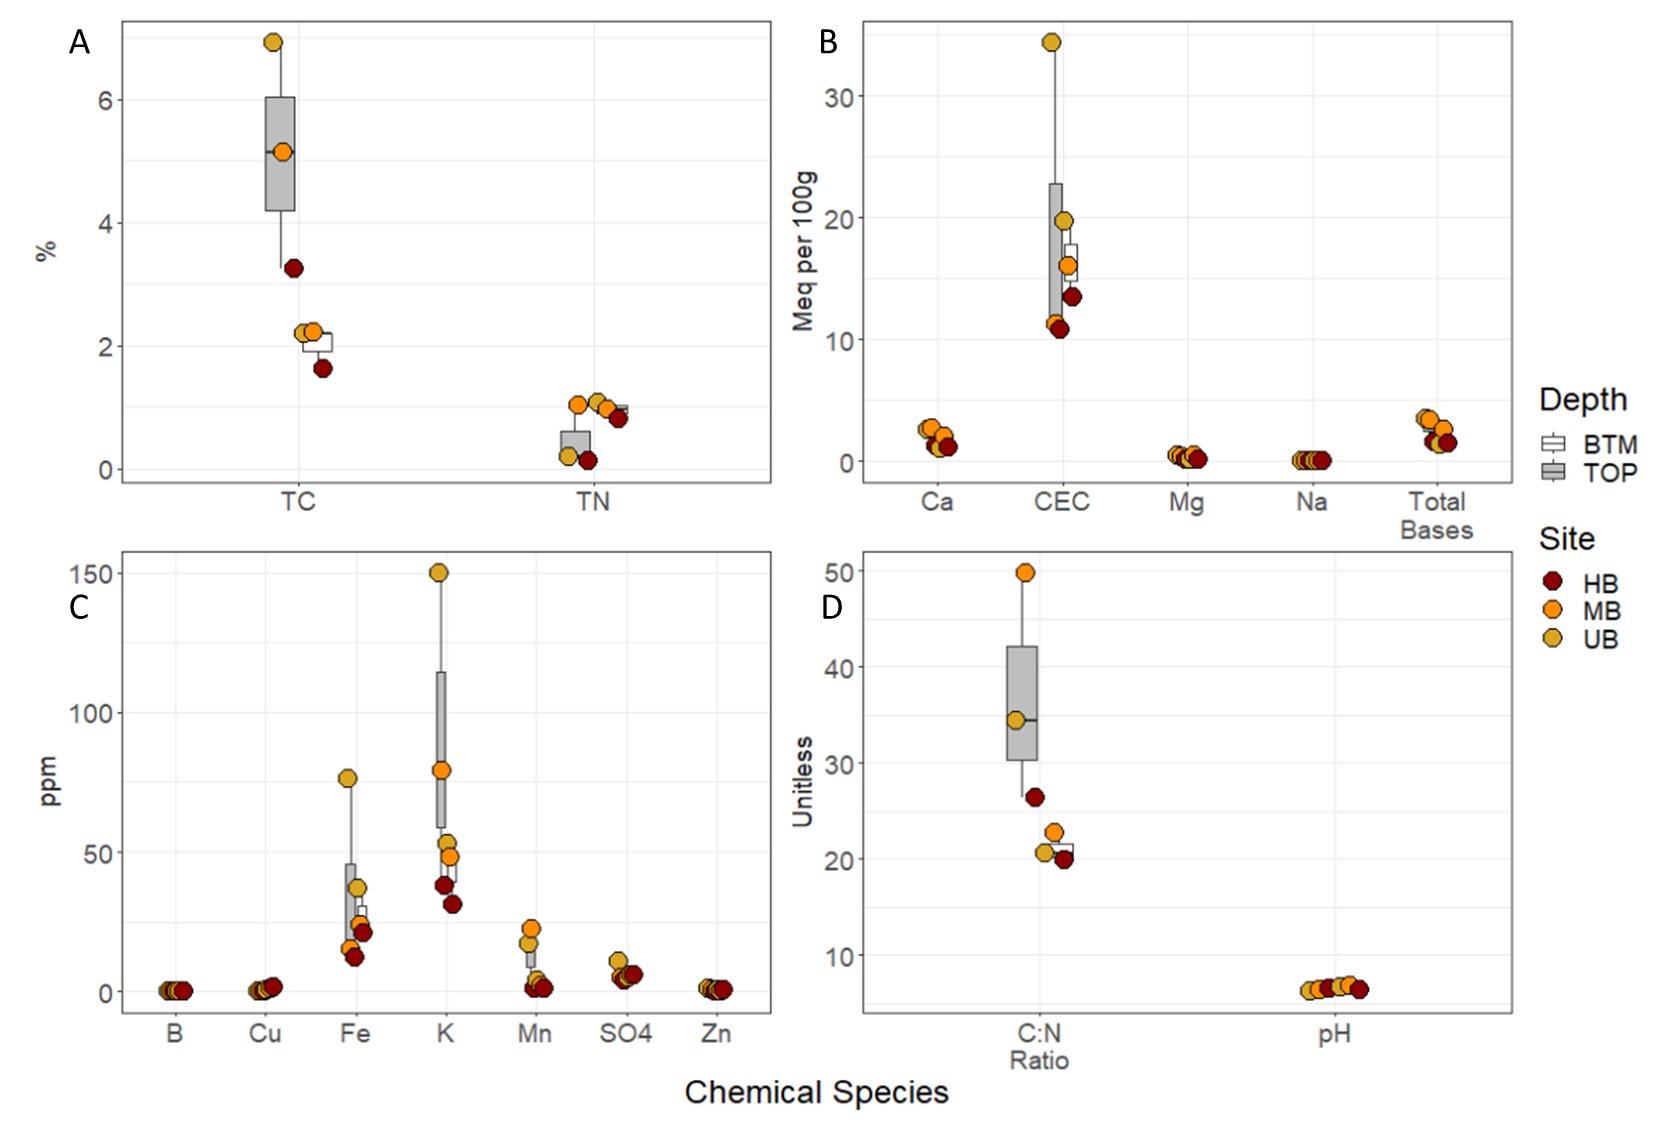 A
%
6
4
2
0
TC TN
B
Meq per 100g
30
20
10
0
Ca CEC Mg Na Total
Bases
C
ppm
150
100
50
0
B Cu Fe K Mn SO4 Zn
D
Unitless
50
40
30
20
10
C:N pH
Ratio
Chemical Species
Depth
BTM
TOP
Site
HB
MB
UB